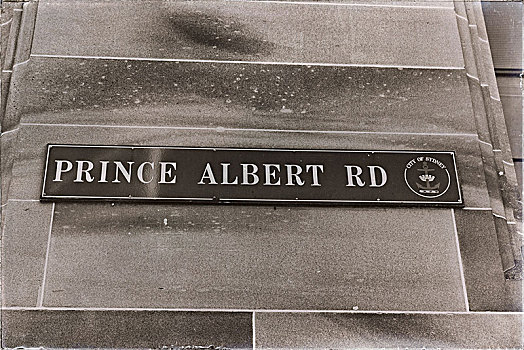 PRINCE ALBERT RD
CITY OF SYDNEY